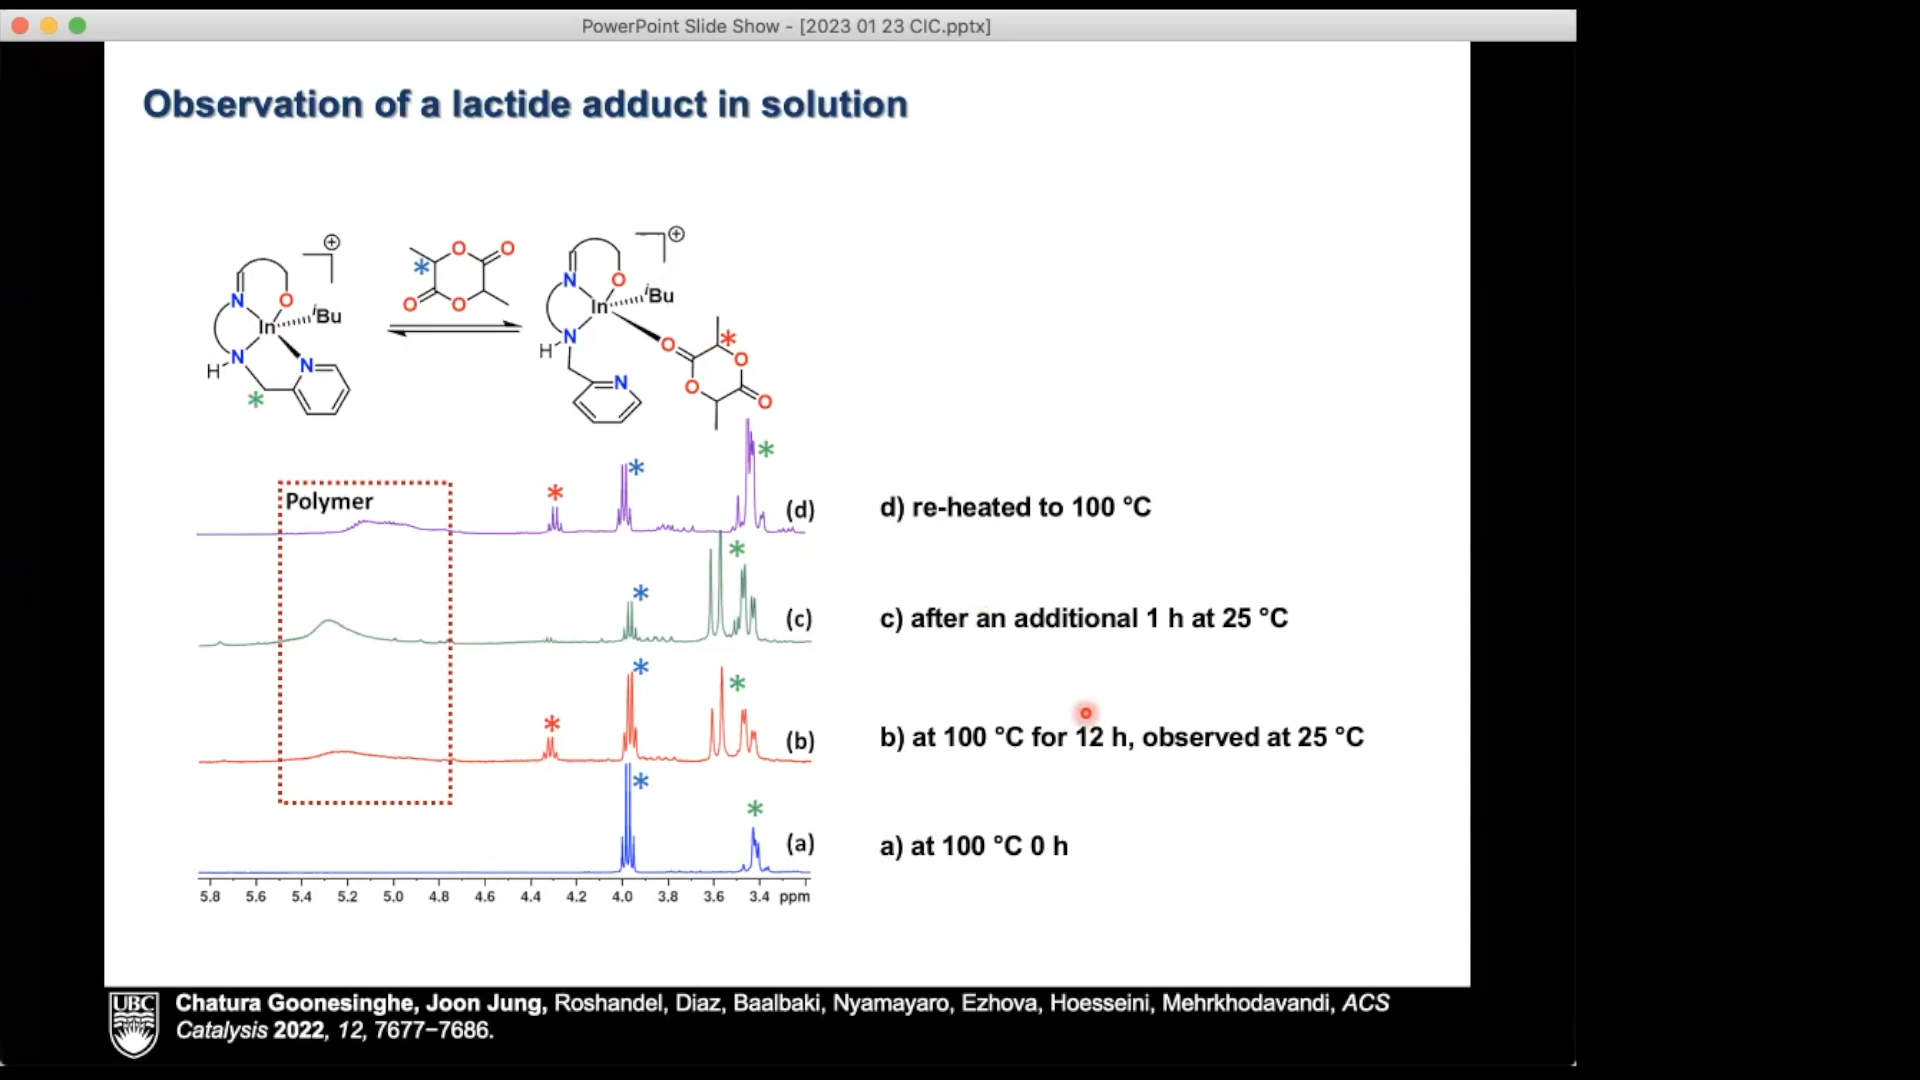 PowerPoint Slide Show - [2023 01 23 CIC.pptx]
Observation of a lactide adduct in solution
N
O
In
iBu
N
H
N
*
+
*
O
O
O
O
N
O
In
iBu
N
H
N
+
O
*
O
O
O
Polymer
*
*
*
(d)
d) re-heated to 100 °C
*
*
(c)
c) after an additional 1 h at 25 °C
*
*
*
(b)
b) at 100 °C for 12 h, observed at 25 °C
*
*
(a)
a) at 100 °C 0 h
5.8 5.6 5.4 5.2 5.0 4.8 4.6 4.4 4.2 4.0 3.8 3.6 3.4 ppm
UBC
Chatura Goonesinghe, Joon Jung, Roshandel, Diaz, Baalbaki, Nyamayaro, Ezhova, Hoesseini, Mehrkhodavandi, ACS
Catalysis 2022, 12, 7677–7686.